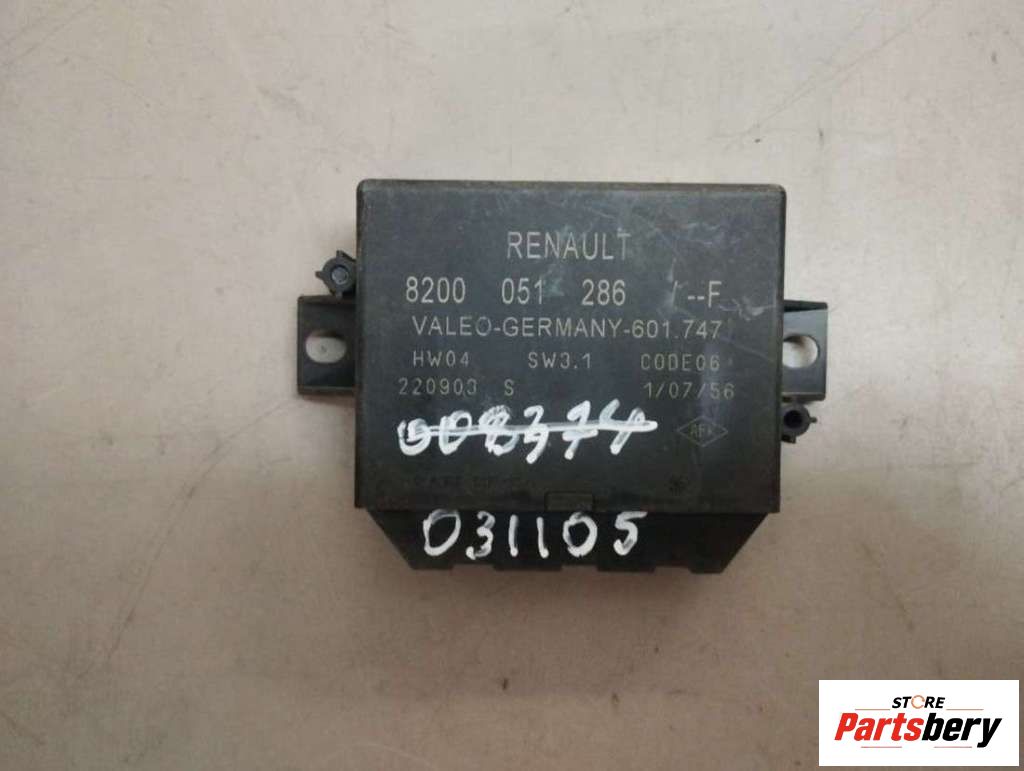 RENAULT
8200 051 286 /--F
VALEO-GERMANY-601.747
HW04 SW3.1 CODE06
220903 S 1/07/56
008374
031105
STORE
Partsbery